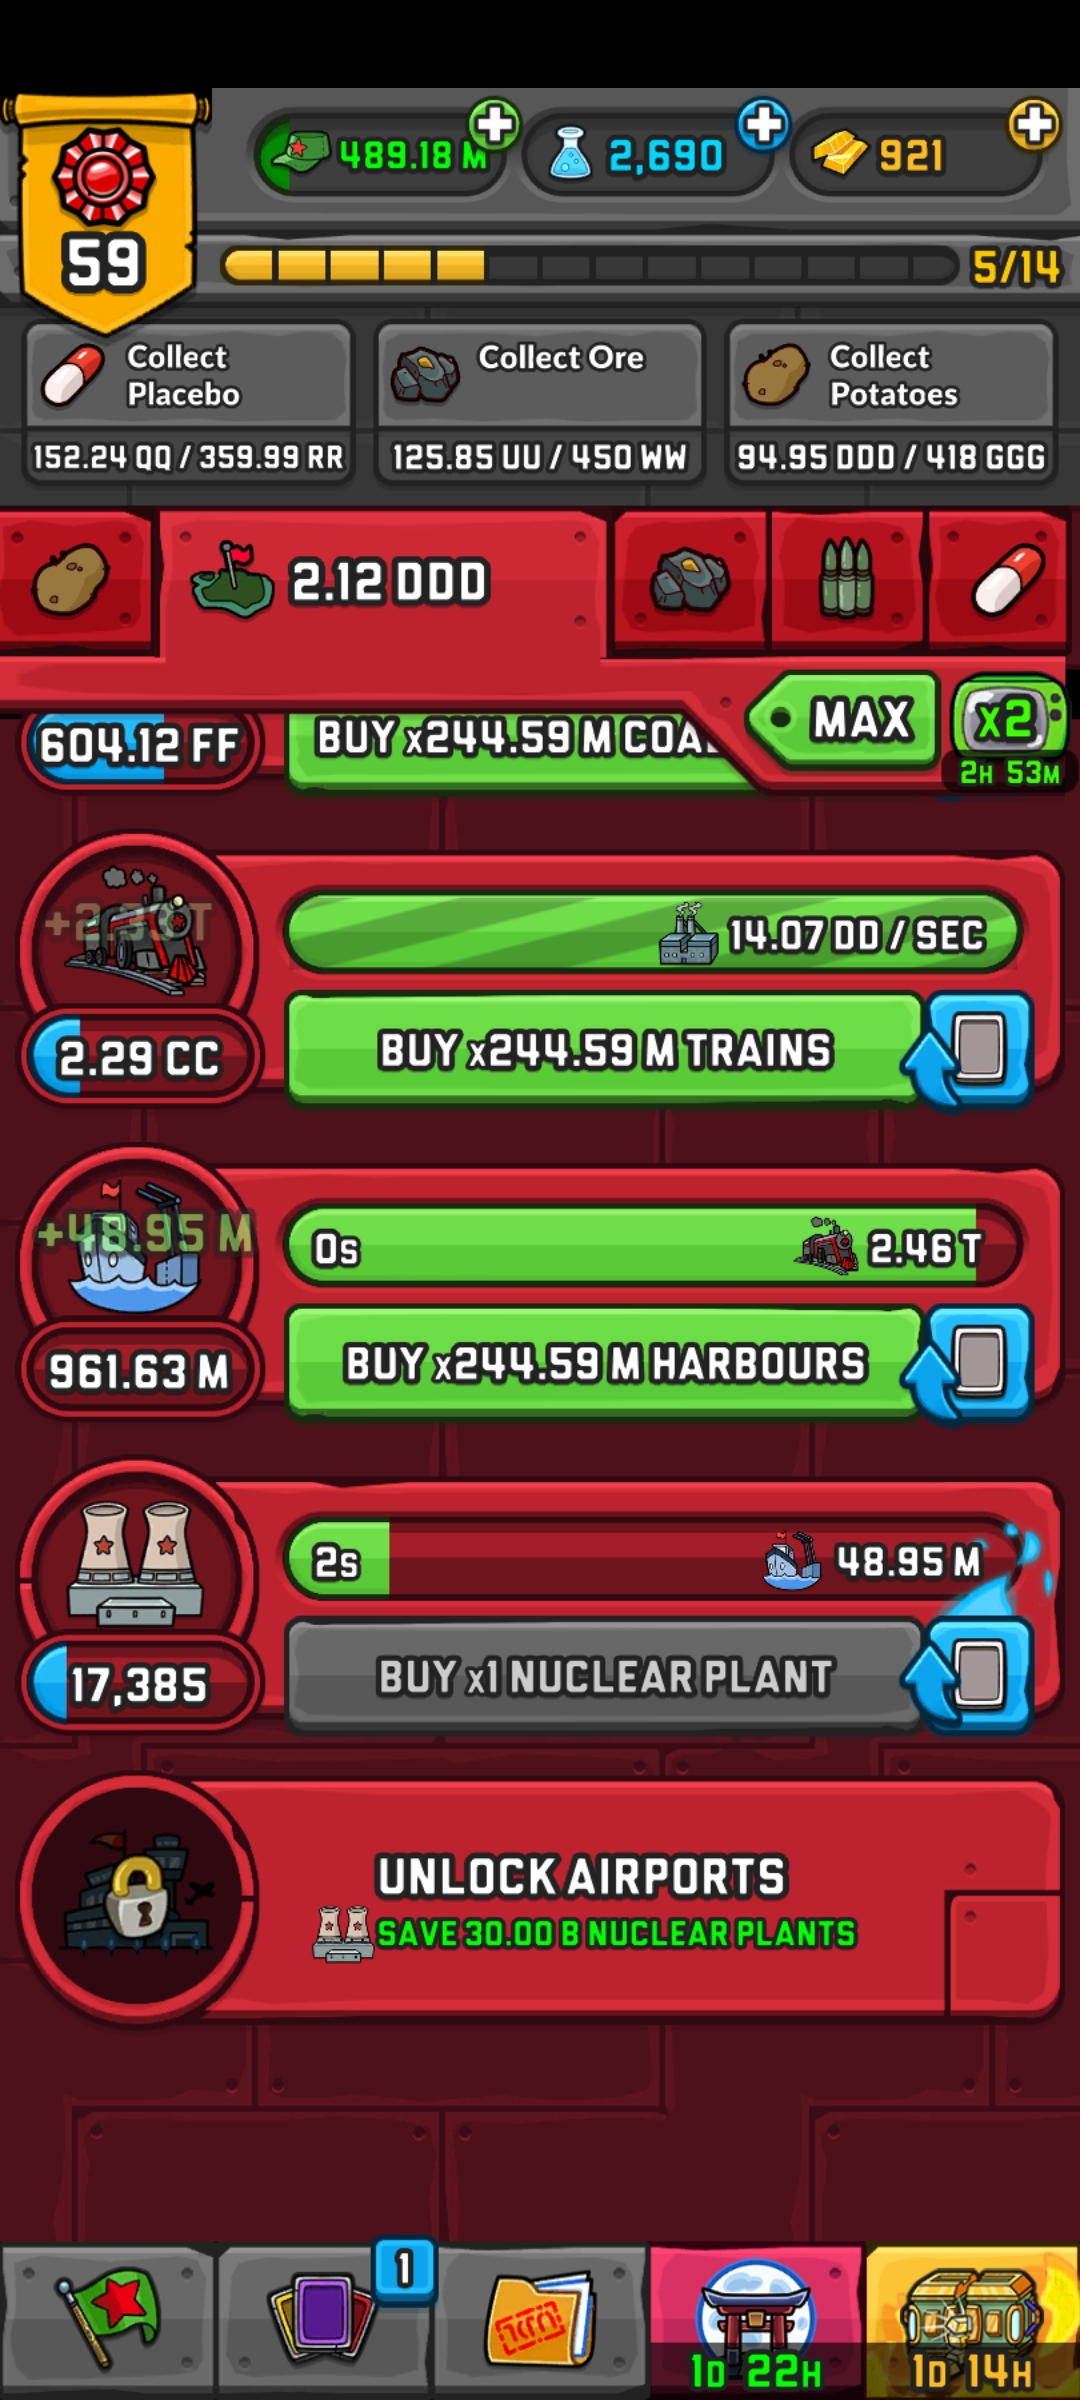 59
489.18 M
2,690
921
5/14
Collect
Placebo
152.24 QQ / 359.99 RR
Collect Ore
125.85 UU / 450 WW
Collect
Potatoes
94.95 DDD / 418 GGG
2.12 DDD
MAX
x2
2H 53M
604.12 FF
BUY x244.59 M
14.07 DD / SEC
2.29 CC
BUY x244.59 M TRAINS
+48.95 M
0s
2.46 T
961.63 M
BUY x244.59 M HARBOURS
2s
48.95 M
17,385
BUY x1 NUCLEAR PLANT
UNLOCK AIRPORTS
SAVE 30.00 B NUCLEAR PLANTS
1
1D 22H
1D 14H